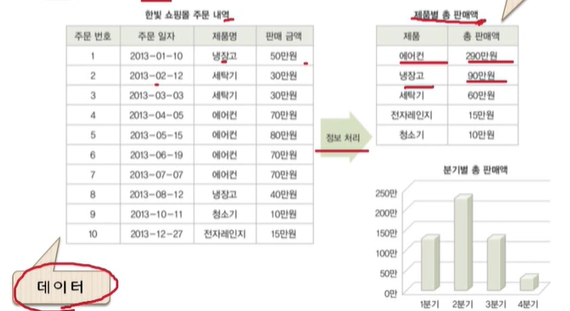 한빛 쇼핑몰 주문 내역
주문 번호 주문 일자 제품명 판매 금액
1 2013-01-10 냉장고 50만원
2 2013-02-12 세탁기 30만원
3 2013-03-03 세탁기 30만원
4 2013-04-05 에어컨 70만원
5 2013-05-15 에어컨 80만원
6 2013-06-19 에어컨 70만원
7 2013-07-07 에어컨 70만원
8 2013-08-12 냉장고 40만원
9 2013-10-11 청소기 10만원
10 2013-12-27 전자레인지 15만원
데이터
정보 처리
제품별 총 판매액
제품 총 판매액
에어컨 290만원
냉장고 90만원
세탁기 60만원
전자레인지 15만원
청소기 10만원
분기별 총 판매액
250만
200만
150만
100만
50만
0만
1분기 2분기 3분기 4분기